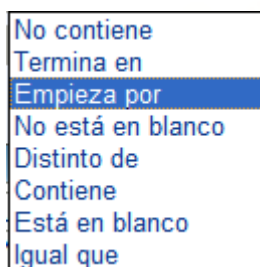 No contiene
Termina en
Empieza por
No está en blanco
Distinto de
Contiene
Está en blanco
Igual que